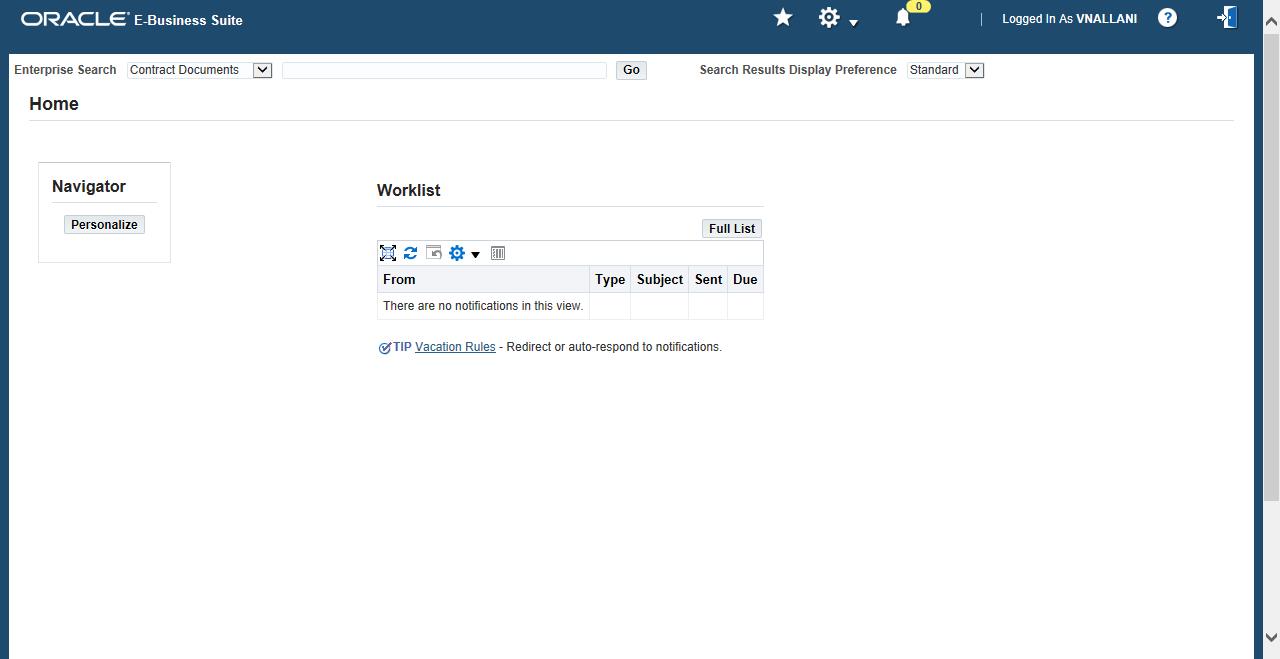 ORACLE E-Business Suite 0 | Logged In As VNALLANI ?
Enterprise Search Contract Documents Go Search Results Display Preference Standard
Home
Navigator
Personalize
Worklist
Full List
From Type Subject Sent Due
There are no notifications in this view.
TIP Vacation Rules - Redirect or auto-respond to notifications.